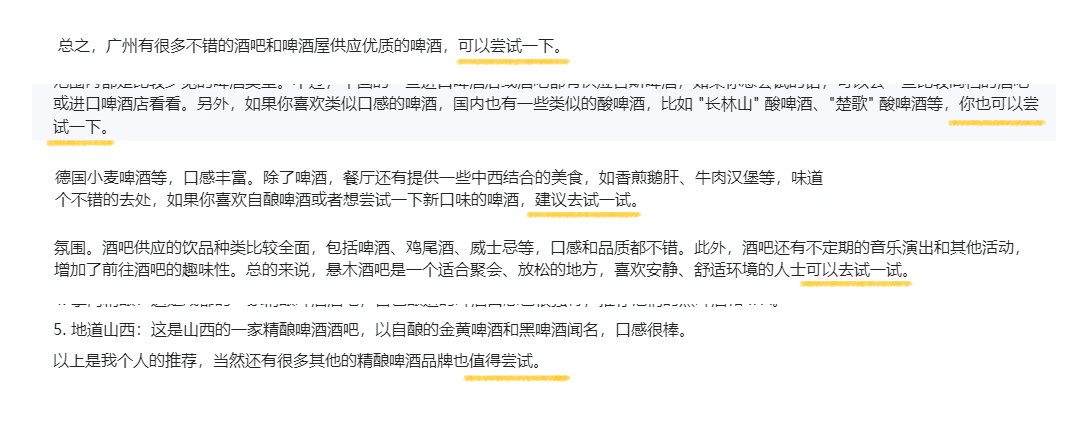 总之，广州有很多不错的酒吧和啤酒屋供应优质的啤酒，可以尝试一下。
或进口啤酒店看看。另外，如果你喜欢类似口感的啤酒，国内也有一些类似的酸啤酒，比如 "长林山" 酸啤酒、"楚歌" 酸啤酒等，你也可以尝
试一下。
德国小麦啤酒等，口感丰富。除了啤酒，餐厅还有提供一些中西结合的美食，如香煎鹅肝、牛肉汉堡等，味道
个不错的去处，如果你喜欢自酿啤酒或者想尝试一下新口味的啤酒，建议去试一试。
氛围。酒吧供应的饮品种类比较全面，包括啤酒、鸡尾酒、威士忌等，口感和品质都不错。此外，酒吧还有不定期的音乐演出和其他活动，
增加了前往酒吧的趣味性。总的来说，悬木酒吧是一个适合聚会、放松的地方，喜欢安静、舒适环境的人士可以去试一试。
5. 地道山西：这是山西的一家精酿啤酒酒吧，以自酿的金黄啤酒和黑啤酒闻名，口感很棒。
以上是我个人的推荐，当然还有很多其他的精酿啤酒品牌也值得尝试。